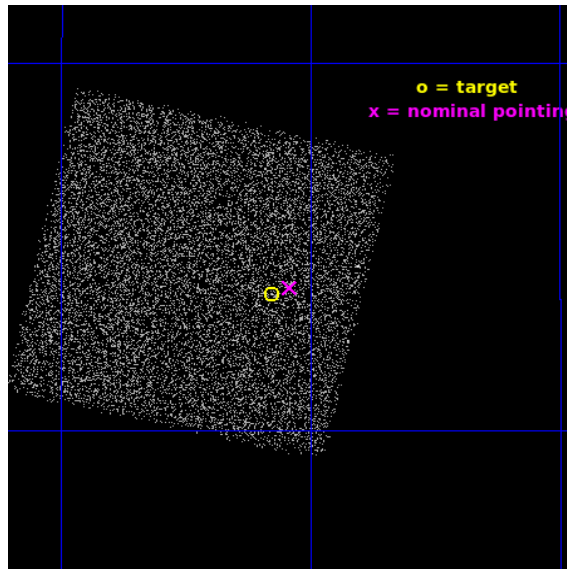 o = target
x = nominal pointing